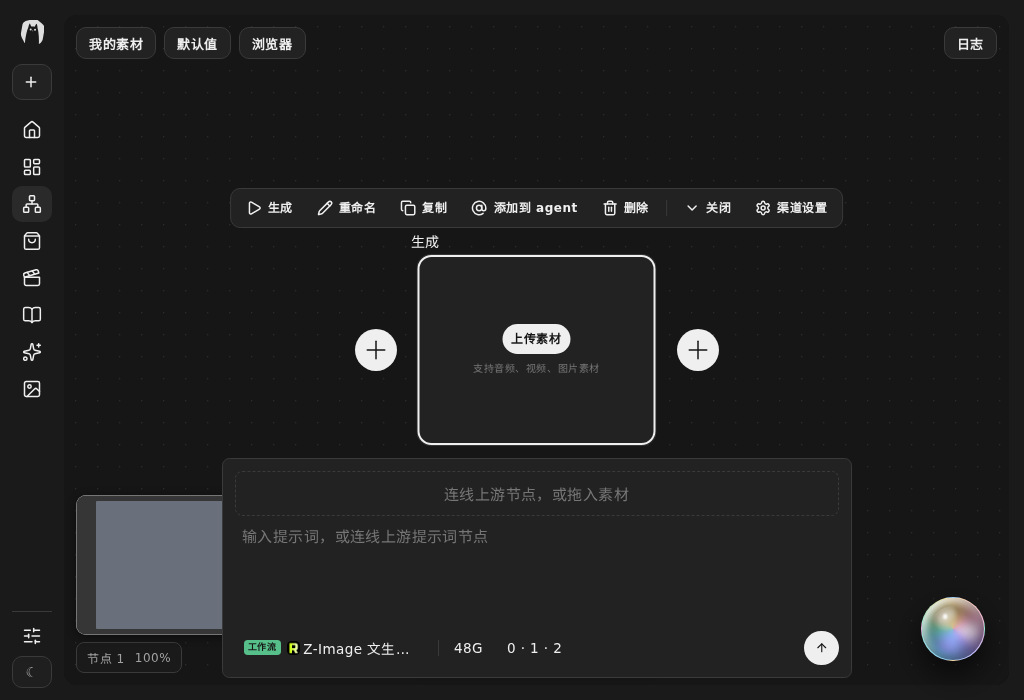 我的素材
默认值
浏览器
日志
生成
重命名
复制
添加到 agent
删除
关闭
渠道设置
生成
上传素材
支持音频、视频、图片素材
连线上游节点，或拖入素材
输入提示词，或连线上游提示词节点
工作流
R
Z-Image 文生...
48G
0 · 1 · 2
节点 1
100%